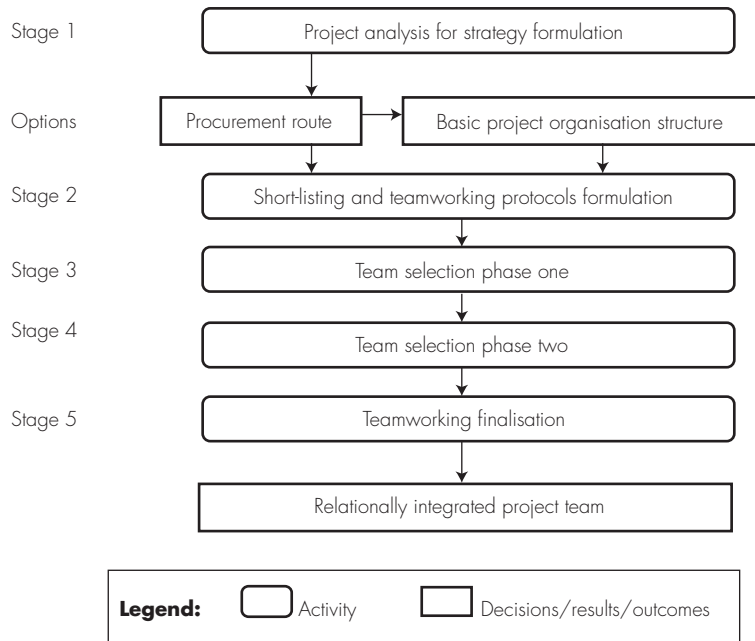 Stage 1
Project analysis for strategy formulation
Options
Procurement route
Basic project organisation structure
Stage 2
Short-listing and teamworking protocols formulation
Stage 3
Team selection phase one
Stage 4
Team selection phase two
Stage 5
Teamworking finalisation
Relationally integrated project team
Legend:
Activity
Decisions/results/outcomes